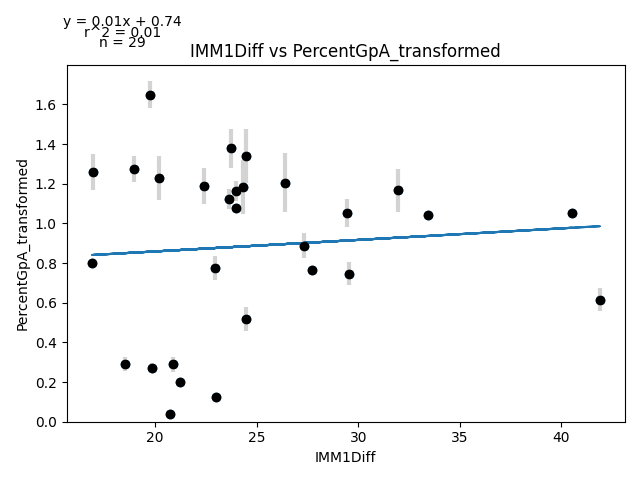 y = 0.01x + 0.74
r^2 = 0.01
n = 29
IMM1Diff vs PercentGpA_transformed
PercentGpA_transformed
1.6
1.4
1.2
1.0
0.8
0.6
0.4
0.2
0.0
20 25 30 35 40
IMM1Diff